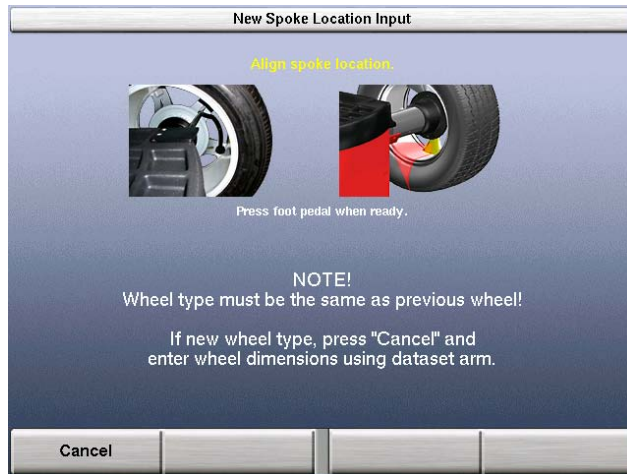 New Spoke Location Input
Align spoke location.
Press foot pedal when ready.
NOTE!
Wheel type must be the same as previous wheel!
If new wheel type, press "Cancel" and
enter wheel dimensions using dataset arm.
Cancel